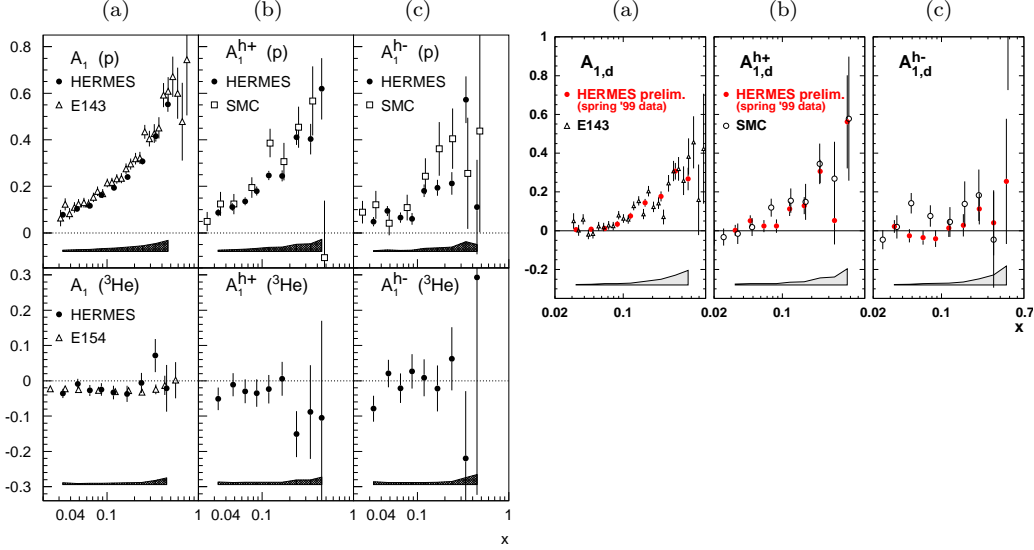 (a)
(b)
(c)
A1 (p)
HERMES
E143
A1h+ (p)
HERMES
SMC
A1h- (p)
HERMES
SMC
0.8
0.6
0.4
0.2
0
A1 (3He)
HERMES
E154
A1h+ (3He)
A1h- (3He)
0.3
0.2
0.1
0
-0.1
-0.2
-0.3
0.04 0.1 1
0.04 0.1 1
0.04 0.1 1
x
(a)
(b)
(c)
A1,d
HERMES prelim.
(spring '99 data)
E143
A1,dh+
HERMES prelim.
(spring '99 data)
SMC
A1,dh-
1
0.8
0.6
0.4
0.2
0
-0.2
0.02 0.1 0.02 0.1 0.02 0.1 0.7
x